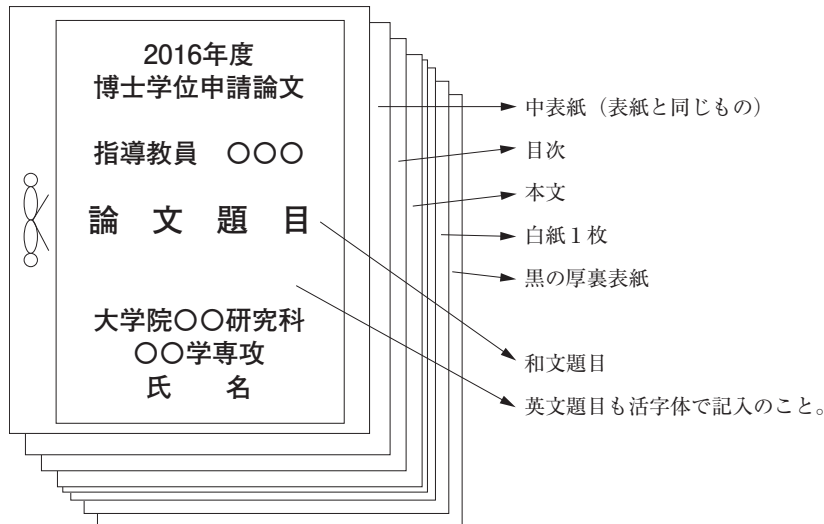 2016年度
博士学位申請論文
指導教員　○○○
論　文　題　目
大学院○○研究科
○○学専攻
氏　　名
中表紙（表紙と同じもの）
目次
本文
白紙１枚
黒の厚裏表紙
和文題目
英文題目も活字体で記入のこと。